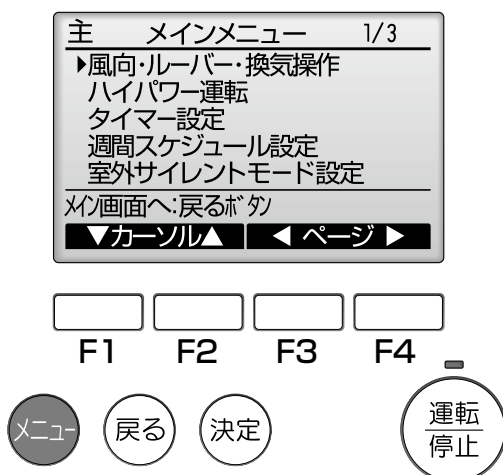 主 メインメニュー 1/3
▶風向・ルーバー・換気操作
ハイパワー運転
タイマー設定
週間スケジュール設定
室外サイレントモード設定
メイン画面へ:戻るボタン
▼カーソル▲ ◀ ページ ▶
F1 F2 F3 F4
メニュー 戻る 決定 運転
停止